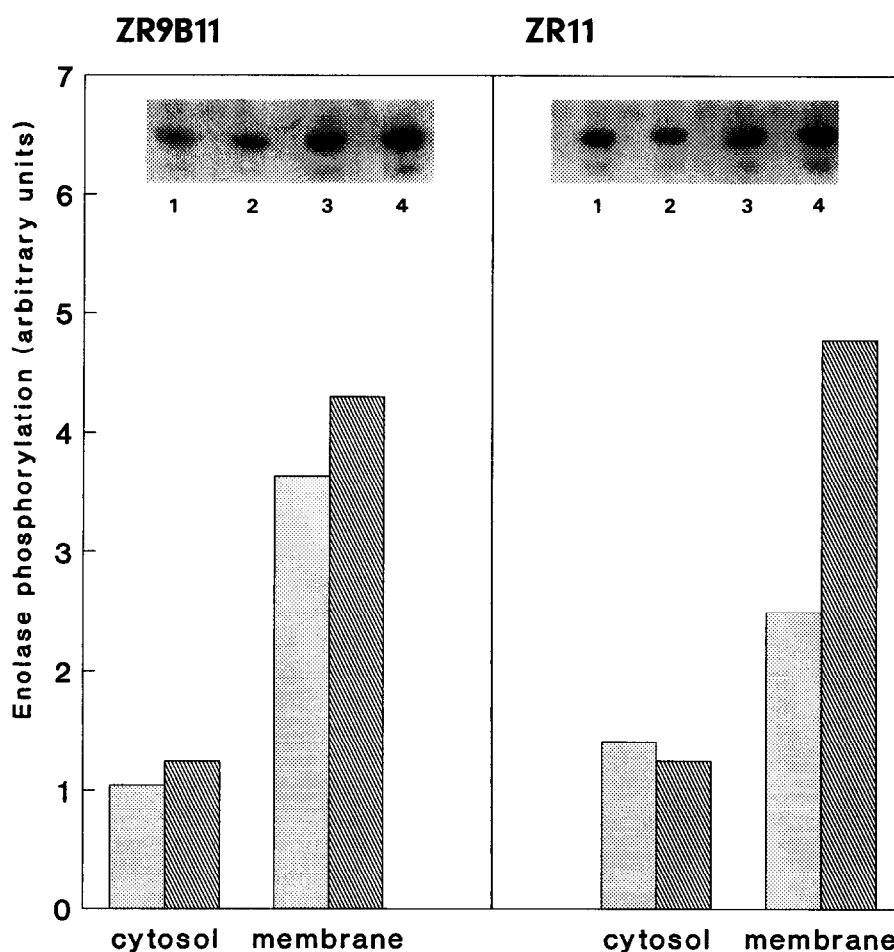 ZR9B11 ZR11
Enolase phosphorylation (arbitrary units)
7
6
5
4
3
2
1
0
1 2 3 4
1 2 3 4
cytosol membrane
cytosol membrane